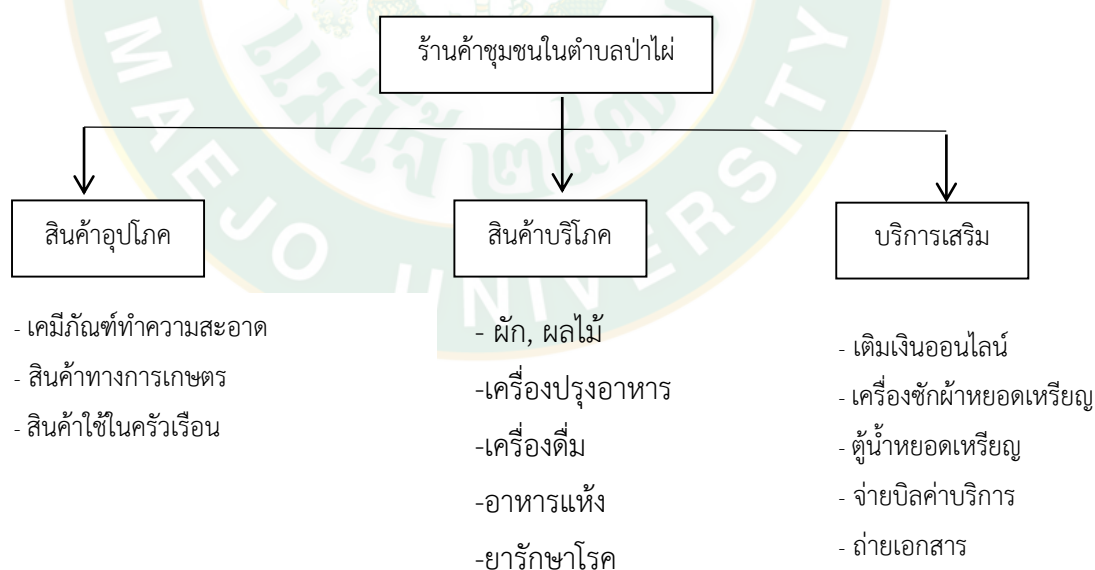 ร้านค้าชุมชนในตำบลป่าไผ่
สินค้าอุปโภค
- เคมีภัณฑ์ทำความสะอาด
- สินค้าทางการเกษตร
- สินค้าใช้ในครัวเรือน
สินค้าบริโภค
- ผัก, ผลไม้
-เครื่องปรุงอาหาร
-เครื่องดื่ม
-อาหารแห้ง
-ยารักษาโรค
บริการเสริม
- เติมเงินออนไลน์
- เครื่องซักผ้าหยอดเหรียญ
- ตู้น้ำหยอดเหรียญ
- จ่ายบิลค่าบริการ
- ถ่ายเอกสาร
แม่โจ้ ๒๔๗๗
MAEJO UNIVERSITY